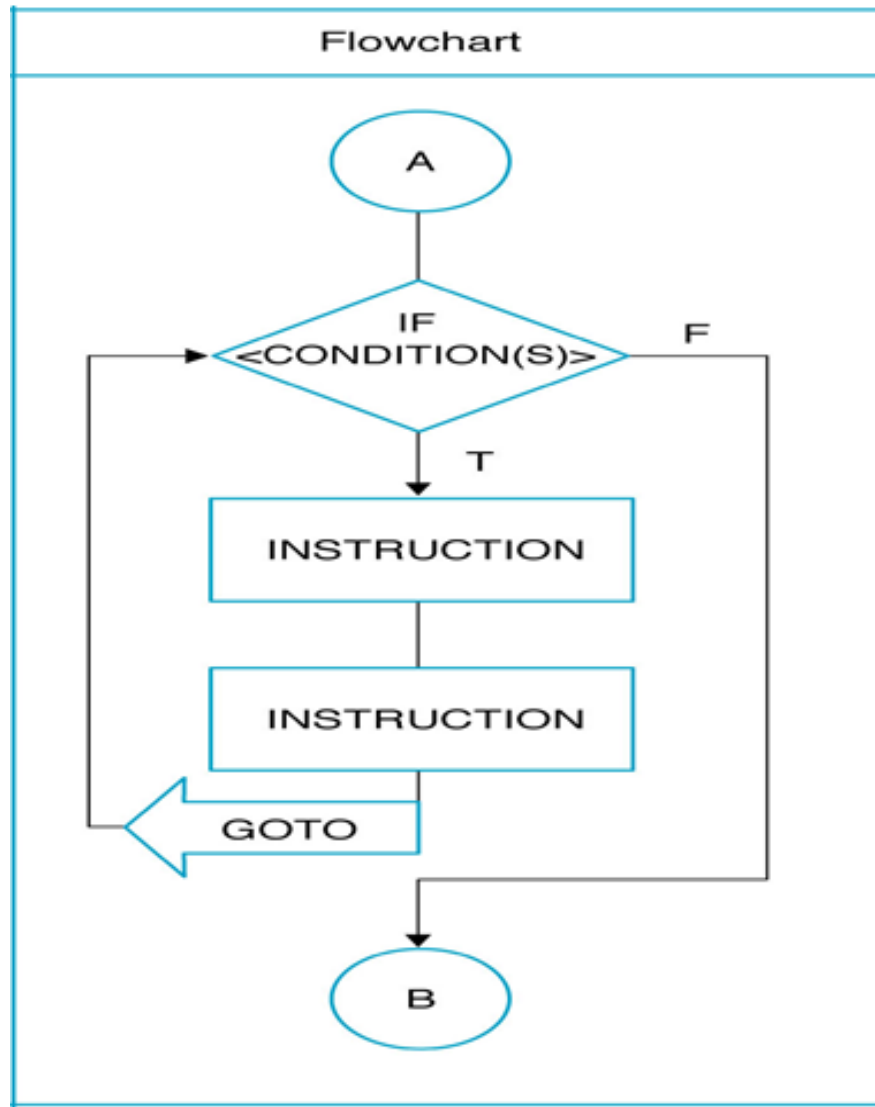 Flowchart
A
IF
<CONDITION(S)>
F
T
INSTRUCTION
INSTRUCTION
GOTO
B